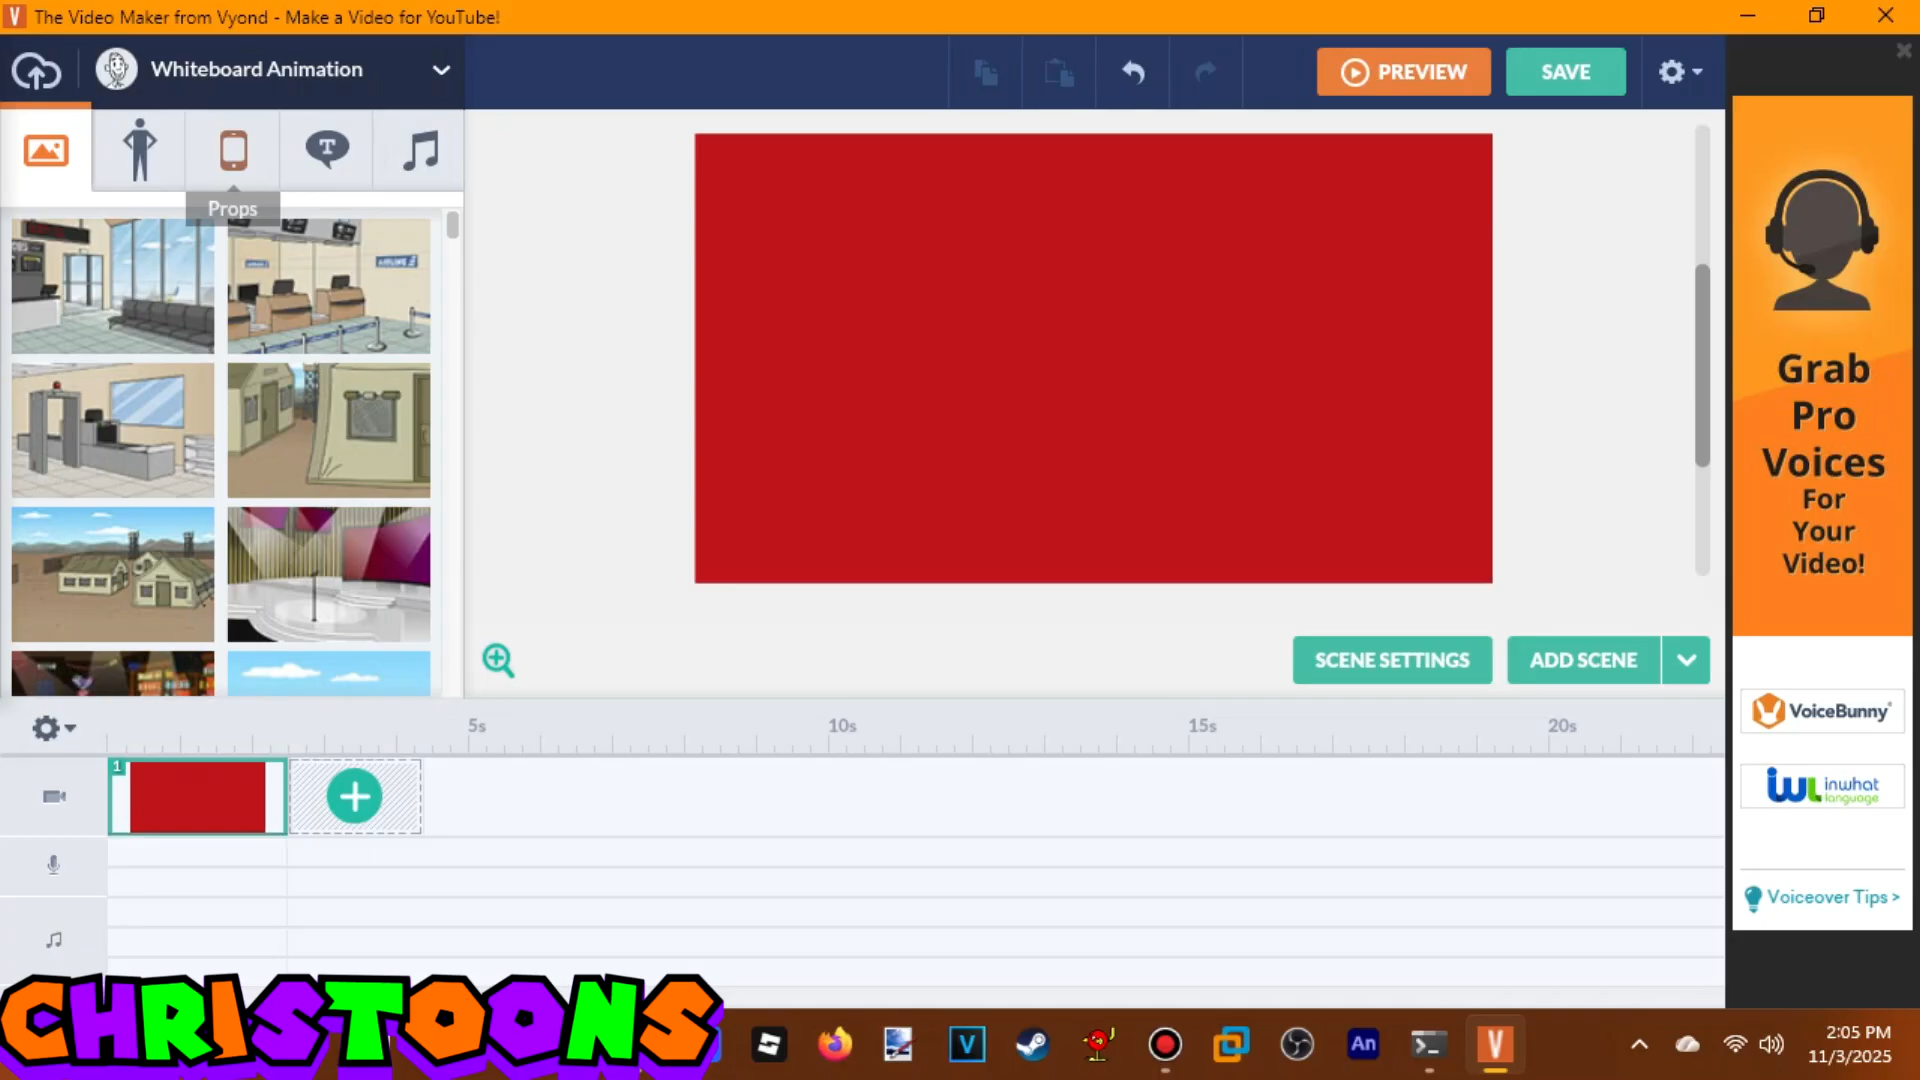 The Video Maker from Vyond - Make a Video for YouTube!
Whiteboard Animation
PREVIEW
SAVE
Props
Grab
Pro
Voices
For
Your
Video!
SCENE SETTINGS
ADD SCENE
VoiceBunny
inwhat
language
5s
10s
15s
20s
1
Voiceover Tips >
CHRISTOONS
V
An
V
2:05 PM
11/3/2025